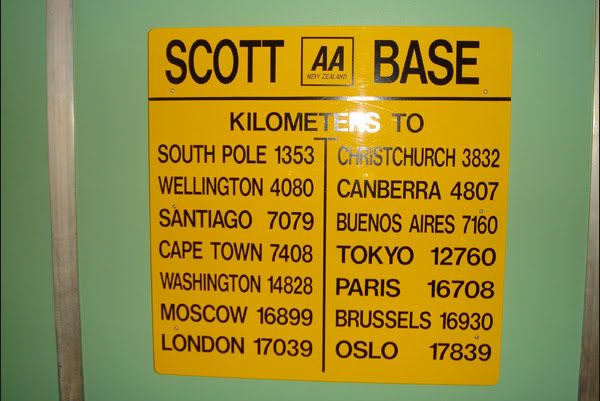 SCOTT AA BASE
NEW ZEALAND
KILOMETERS TO
SOUTH POLE 1353
WELLINGTON 4080
SANTIAGO 7079
CAPE TOWN 7408
WASHINGTON 14828
MOSCOW 16899
LONDON 17039
CHRISTCHURCH 3832
CANBERRA 4807
BUENOS AIRES 7160
TOKYO 12760
PARIS 16708
BRUSSELS 16930
OSLO 17839